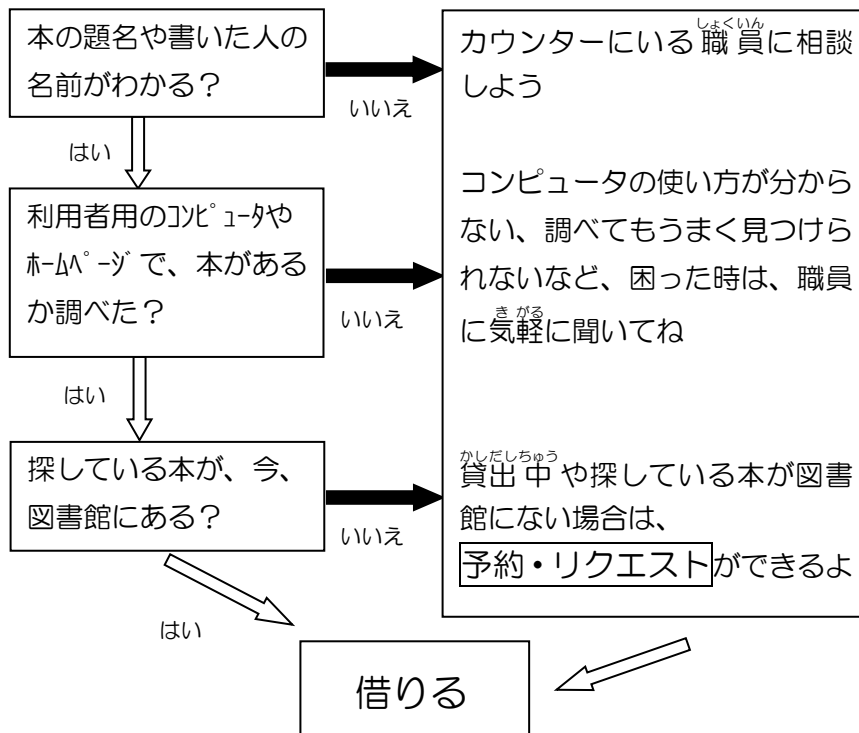 本の題名や書いた人の
名前がわかる？
いいえ
はい
利用者用のｺﾝﾋﾟｭｰﾀや
ﾎｰﾑﾍﾟｰｼﾞで、本がある
か調べた？
いいえ
はい
探している本が、今、
図書館にある？
いいえ
はい
しょくいん
カウンターにいる職員に相談
しよう
コンピュータの使い方が分から
ない、調べてもうまく見つけら
れないなど、困った時は、職員
きがる
に気軽に聞いてね
かしだしちゅう
貸出中や探している本が図書
館にない場合は、
予約・リクエストができるよ
借りる